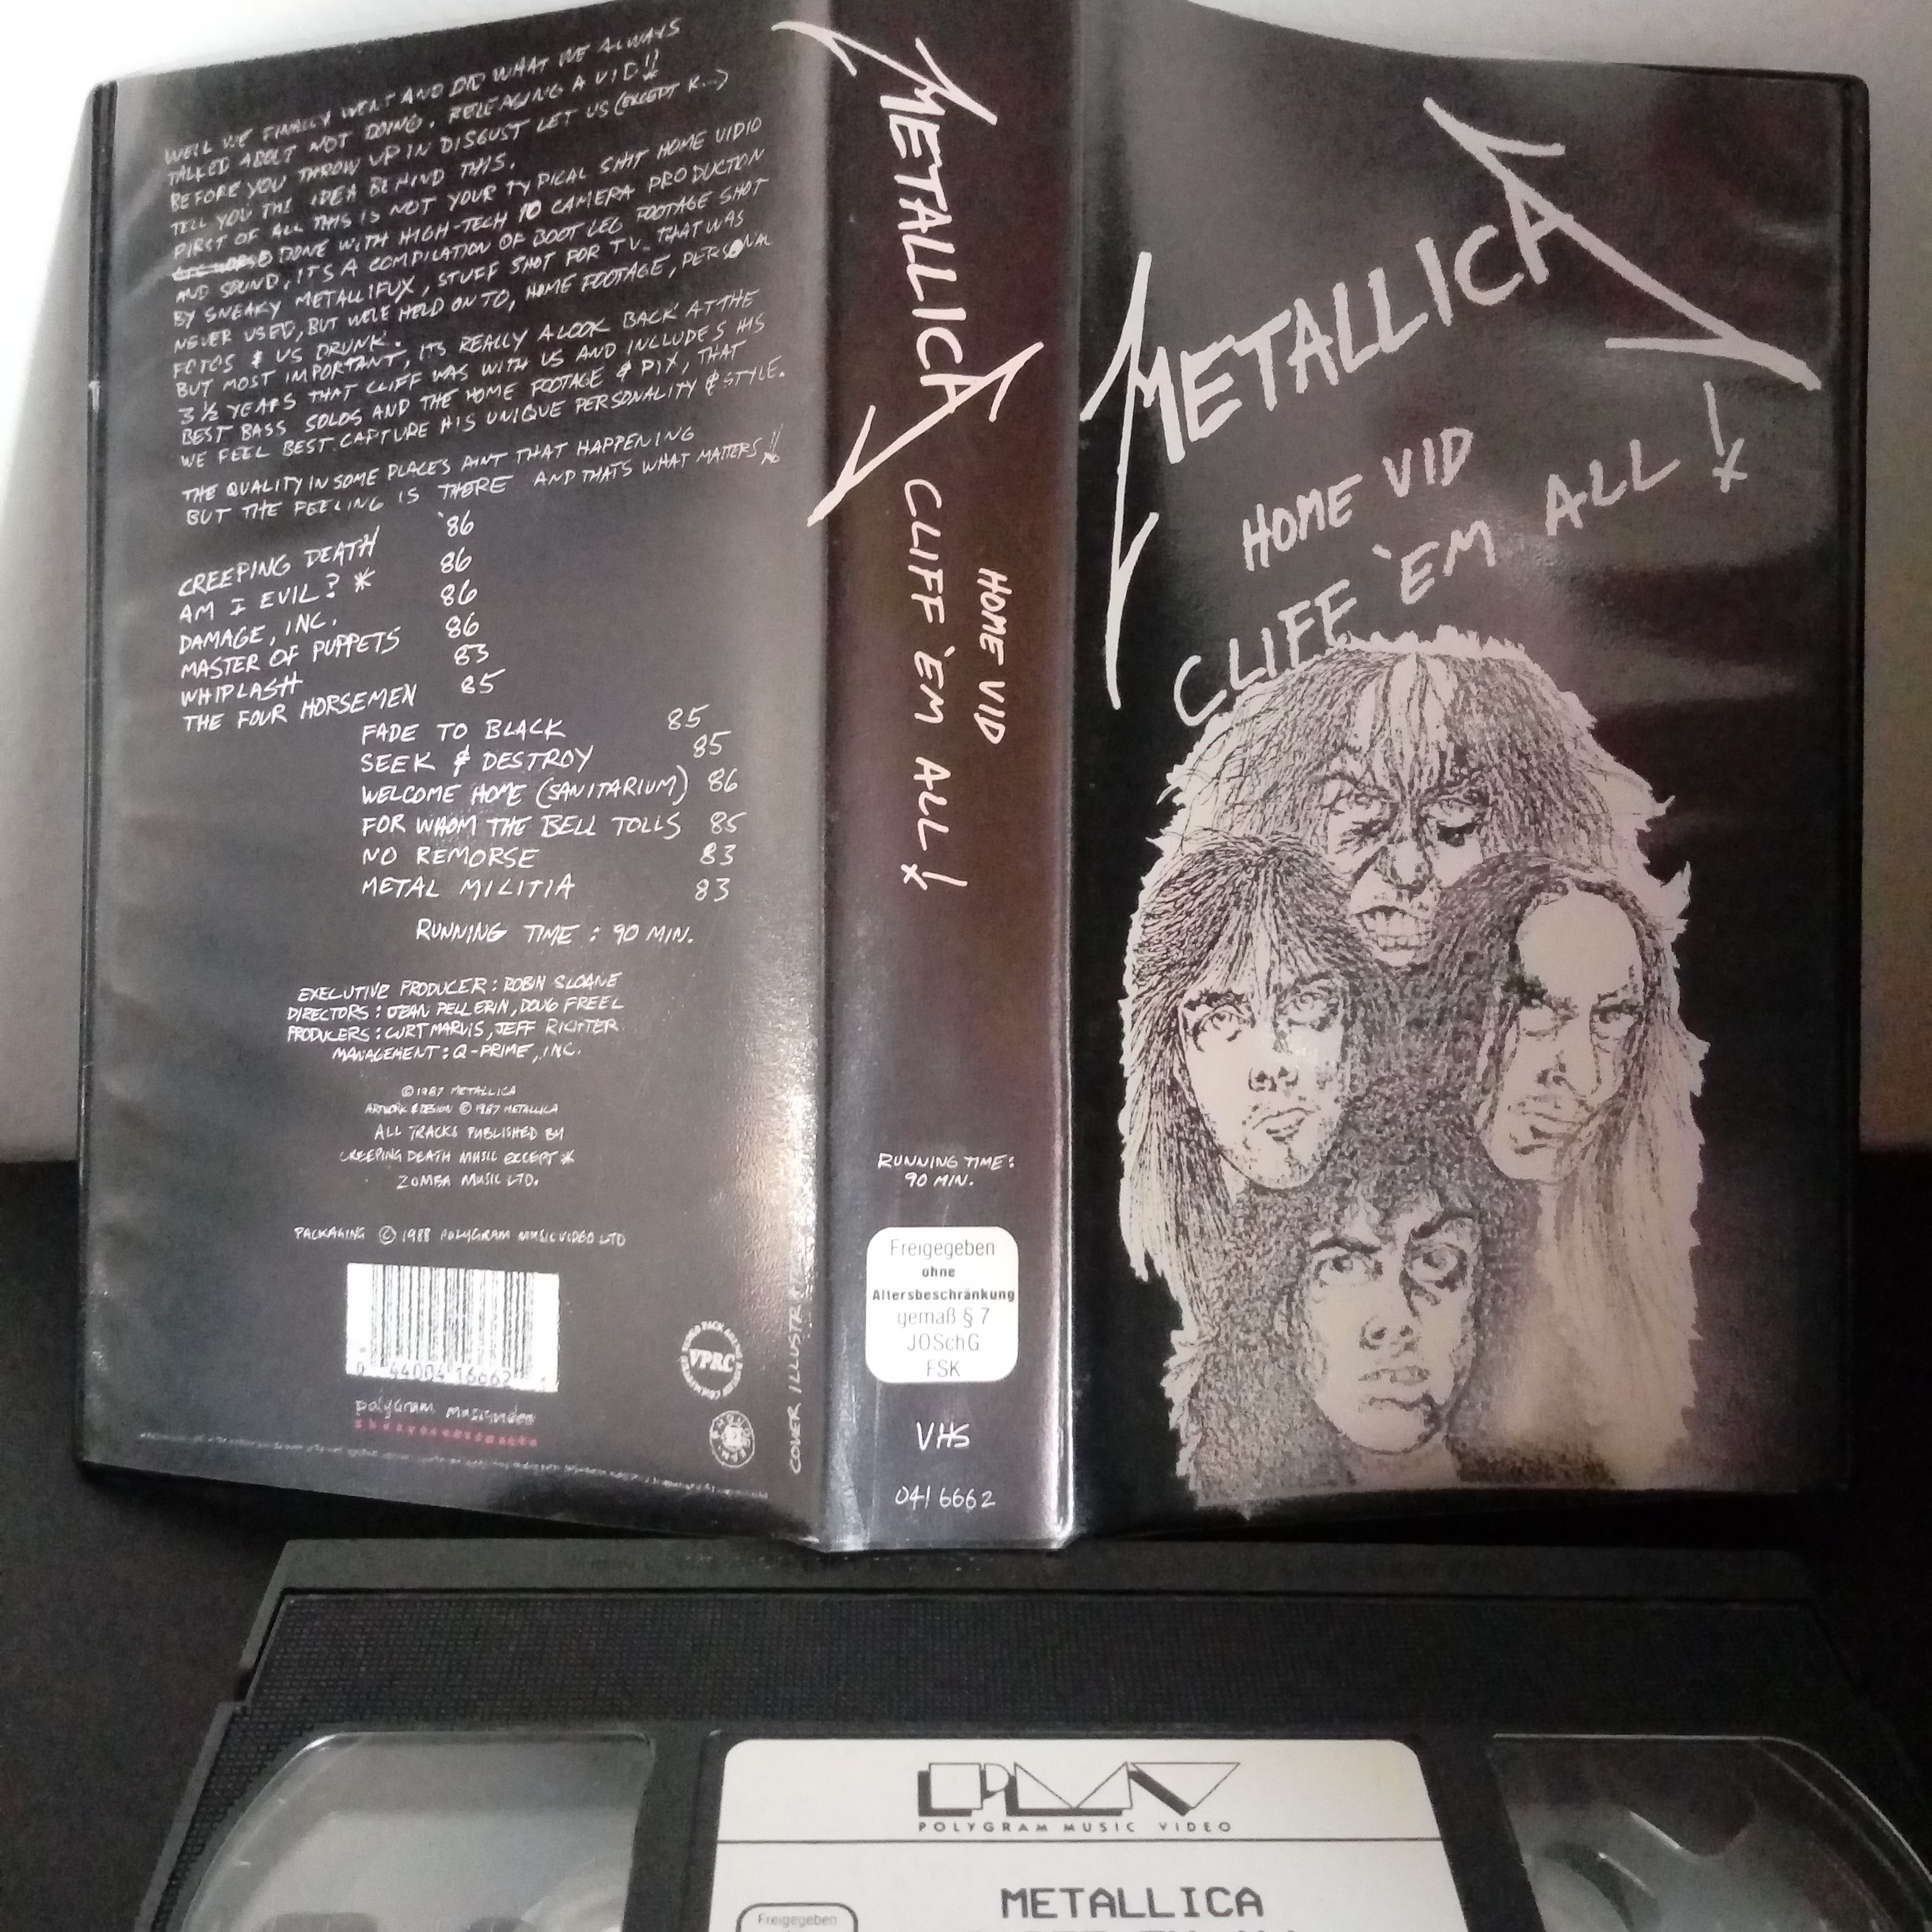 WELL WE FINALLY WENT AND DID WHAT WE ALWAYS
TALKED ABOUT NOT DOING, RELEASING A VID!!
BEFORE YOU THROW UP IN DISGUST LET US (EXCEPT K...)
TELL YOU THE IDEA BEHIND THIS.
FIRST OF ALL THIS IS NOT YOUR TYPICAL SHIT HOME VIDIO
DONE WITH HIGH-TECH 10 CAMERA PRODUCTION
AND SOUND, IT'S A COMPILATION OF BOOTLEG FOOTAGE SHOT
BY SNEAKY METALLIFUX, STUFF SHOT FOR TV THAT WAS
NEVER USED, BUT WE'VE HELD ON TO, HOME FOOTAGE, PERSONAL
FOTOS & US DRUNK.
BUT MOST IMPORTANT, ITS REALLY A LOOK BACK AT THE
3 ½ YEARS THAT CLIFF WAS WITH US AND INCLUDES HIS
BEST BASS SOLOS AND THE HOME FOOTAGE & PIX, THAT
WE FEEL BEST CAPTURE HIS UNIQUE PERSONALITY & STYLE.
THE QUALITY IN SOME PLACES AINT THAT HAPPENING
BUT THE FEELING IS THERE AND THATS WHAT MATTERS!!
CREEPING DEATH '86
AM I EVIL? * 86
DAMAGE, INC. 86
MASTER OF PUPPETS 86
WHIPLASH 83
THE FOUR HORSEMEN 85
FADE TO BLACK 85
SEEK & DESTROY 85
WELCOME HOME (SANITARIUM) 86
FOR WHOM THE BELL TOLLS 85
NO REMORSE 83
METAL MILITIA 83
RUNNING TIME : 90 MIN.
EXECUTIVE PRODUCER : ROBIN SLOANE
DIRECTORS : JEAN PELLERIN, DOUG FREEL
PRODUCERS : CURT MARVIS, JEFF RICHTER
MANAGEMENT : Q-PRIME, INC.
© 1987 METALLICA
ARTWORK & DESIGN © 1987 METALLICA
ALL TRACKS PUBLISHED BY
CREEPING DEATH MUSIC EXCEPT *
ZOMBA MUSIC LTD.
PACKAGING © 1988 POLYGRAM MUSIC VIDEO LTD
0 44004 16662
polygram musicvideo
VPRC
COVER ILLUSTRA
METALLICA
HOME VID
CLIFF 'EM ALL!
RUNNING TIME :
90 MIN.
Freigegeben
ohne
Altersbeschränkung
gemäß § 7
JÖSchG
FSK
VHS
041 6662
METALLICA
HOME VID
CLIFF 'EM ALL!
PMV
POLYGRAM MUSIC VIDEO
METALLICA
Freigegeben